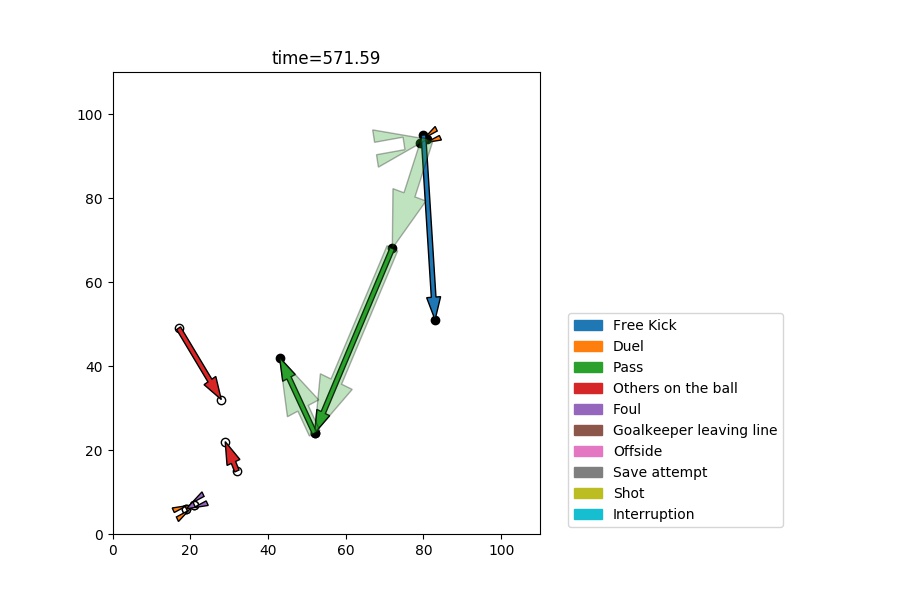 time=571.59
100
80
60
40
20
0
0 20 40 60 80 100
Free Kick
Duel
Pass
Others on the ball
Foul
Goalkeeper leaving line
Offside
Save attempt
Shot
Interruption